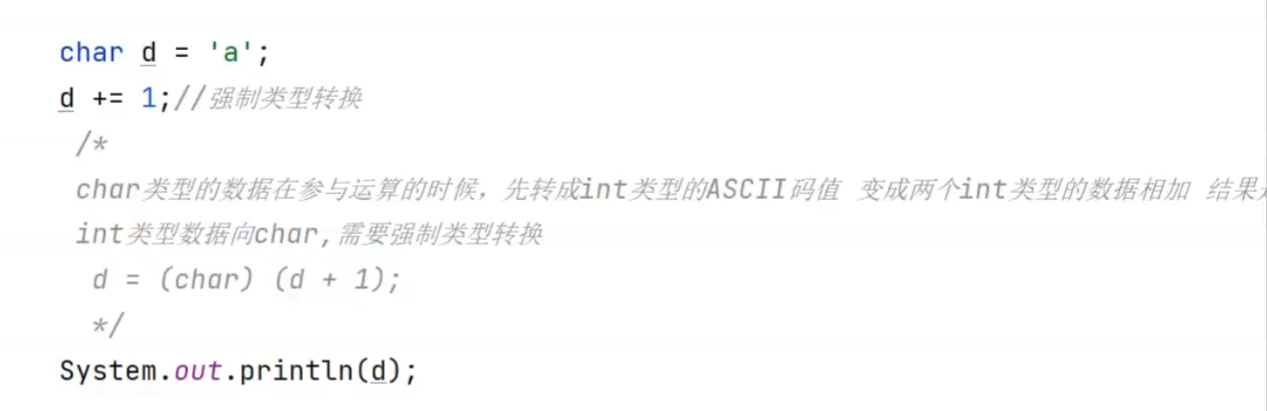 char d = 'a';
d += 1;//强制类型转换
/*
char类型的数据在参与运算的时候，先转成int类型的ASCII码值 变成两个int类型的数据相加 结果
int类型数据向char,需要强制类型转换
d = (char) (d + 1);
*/
System.out.println(d);